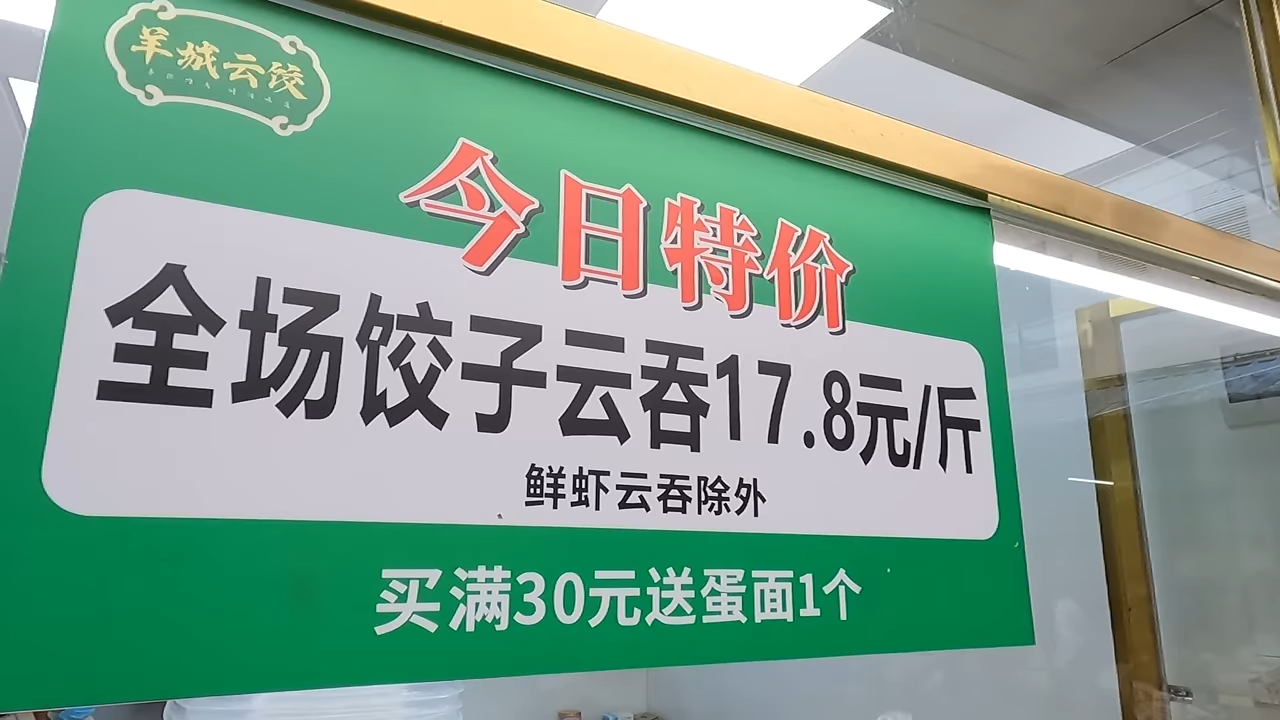 羊城云饺
今日特价
全场饺子云吞17.8元/斤
鲜虾云吞除外
买满30元送蛋面1个